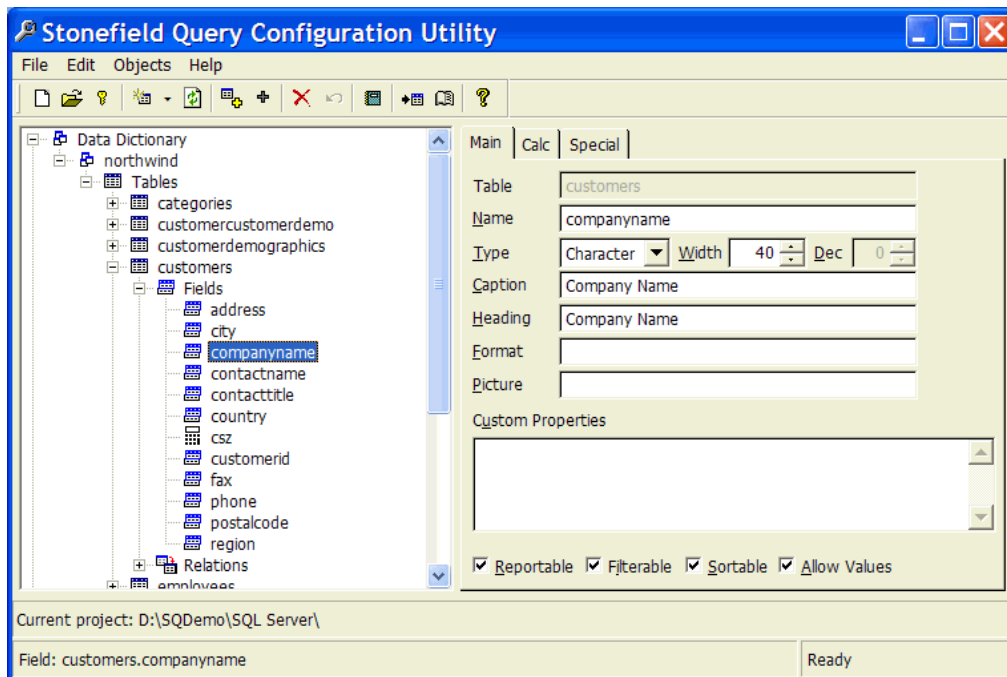 Stonefield Query Configuration Utility
File Edit Objects Help
Data Dictionary
northwind
Tables
categories
customercustomerdemo
customerdemographics
customers
Fields
address
city
companyname
contactname
contacttitle
country
csz
customerid
fax
phone
postalcode
region
Relations
employees
Main Calc Special
Table customers
Name companyname
Type Character Width 40 Dec 0
Caption Company Name
Heading Company Name
Format
Picture
Custom Properties
Reportable Filterable Sortable Allow Values
Current project: D:\SQDemo\SQL Server\
Field: customers.companyname Ready